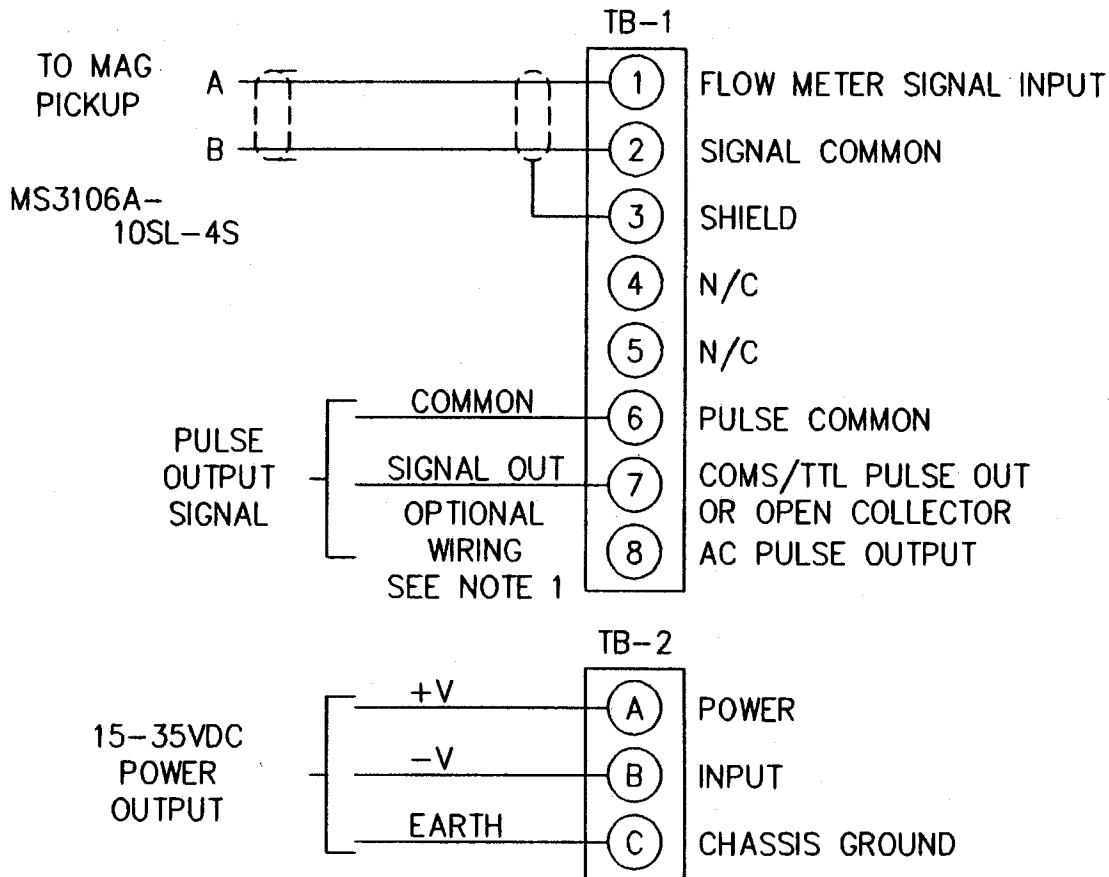 TB-1
TO MAG
PICKUP
A
B
MS3106A-
10SL-4S
1 FLOW METER SIGNAL INPUT
2 SIGNAL COMMON
3 SHIELD
4 N/C
5 N/C
PULSE
OUTPUT
SIGNAL
COMMON
6 PULSE COMMON
SIGNAL OUT
7 COMS/TTL PULSE OUT
OR OPEN COLLECTOR
OPTIONAL
WIRING
SEE NOTE 1
8 AC PULSE OUTPUT
TB-2
15-35VDC
POWER
OUTPUT
+V
A POWER
-V
B INPUT
EARTH
C CHASSIS GROUND